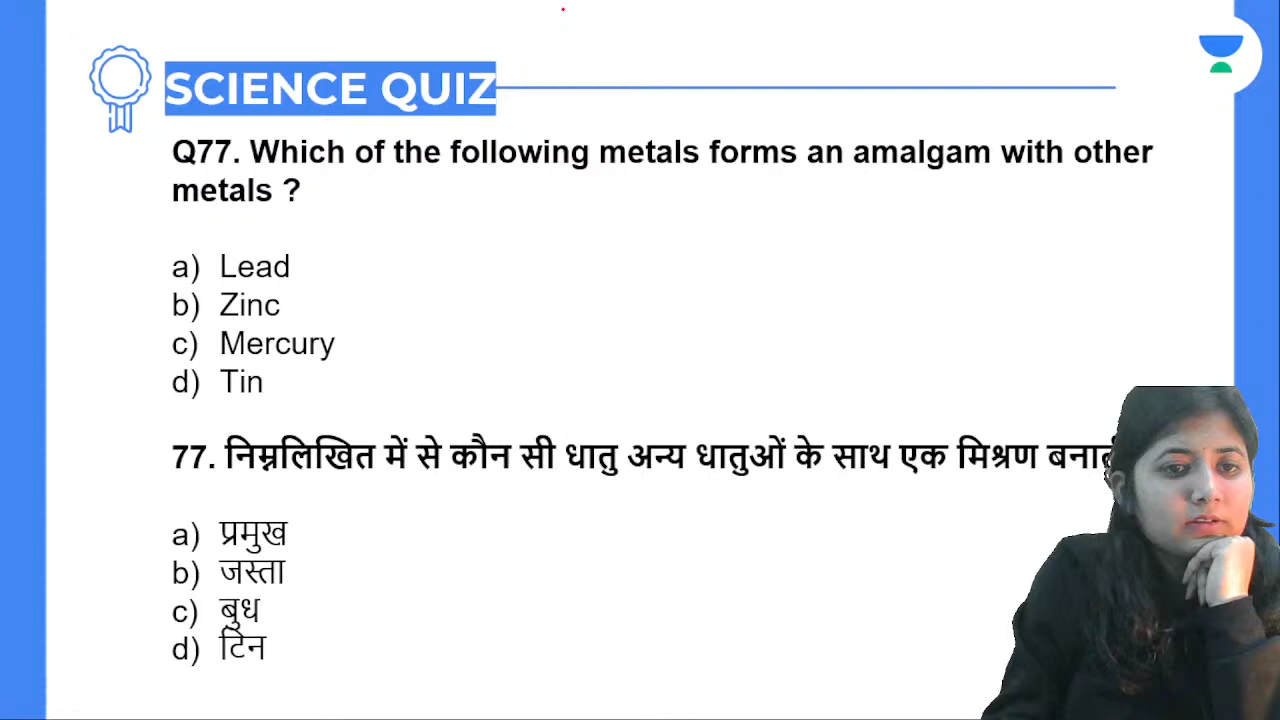 SCIENCE QUIZ
Q77. Which of the following metals forms an amalgam with other
metals ?
a) Lead
b) Zinc
c) Mercury
d) Tin
77. निम्नलिखित में से कौन सी धातु अन्य धातुओं के साथ एक मिश्रण
a) प्रमुख
b) जस्ता
c) बुध
d) टिन